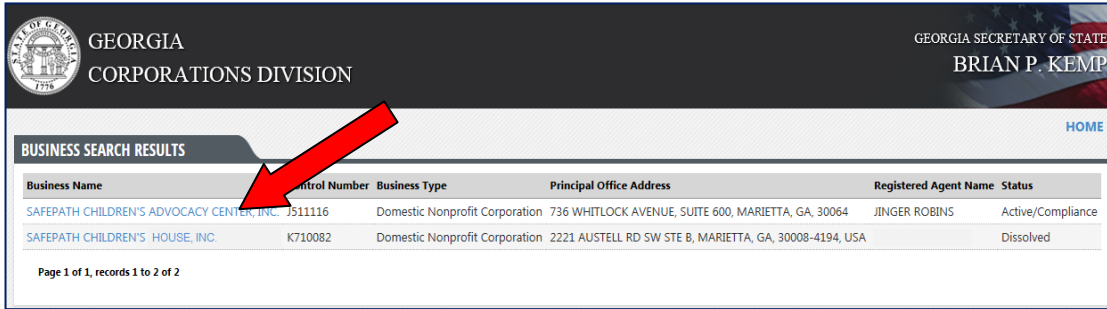 STATE OF GEORGIA
1776
GEORGIA
CORPORATIONS DIVISION
GEORGIA SECRETARY OF STATE
BRIAN P. KEMP
HOME
BUSINESS SEARCH RESULTS
Business Name Control Number Business Type Principal Office Address Registered Agent Name Status
SAFEPATH CHILDREN'S ADVOCACY CENTER, INC. J511116 Domestic Nonprofit Corporation 736 WHITLOCK AVENUE, SUITE 600, MARIETTA, GA, 30064 JINGER ROBINS Active/Compliance
SAFEPATH CHILDREN'S HOUSE, INC. K710082 Domestic Nonprofit Corporation 2221 AUSTELL RD SW STE B, MARIETTA, GA, 30008-4194, USA Dissolved
Page 1 of 1, records 1 to 2 of 2